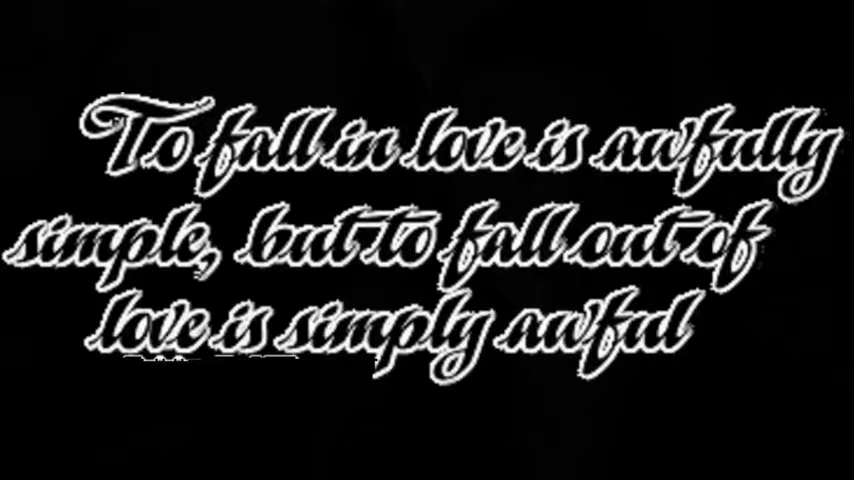 To fall in love is awfully
simple, but to fall out of
love is simply awful